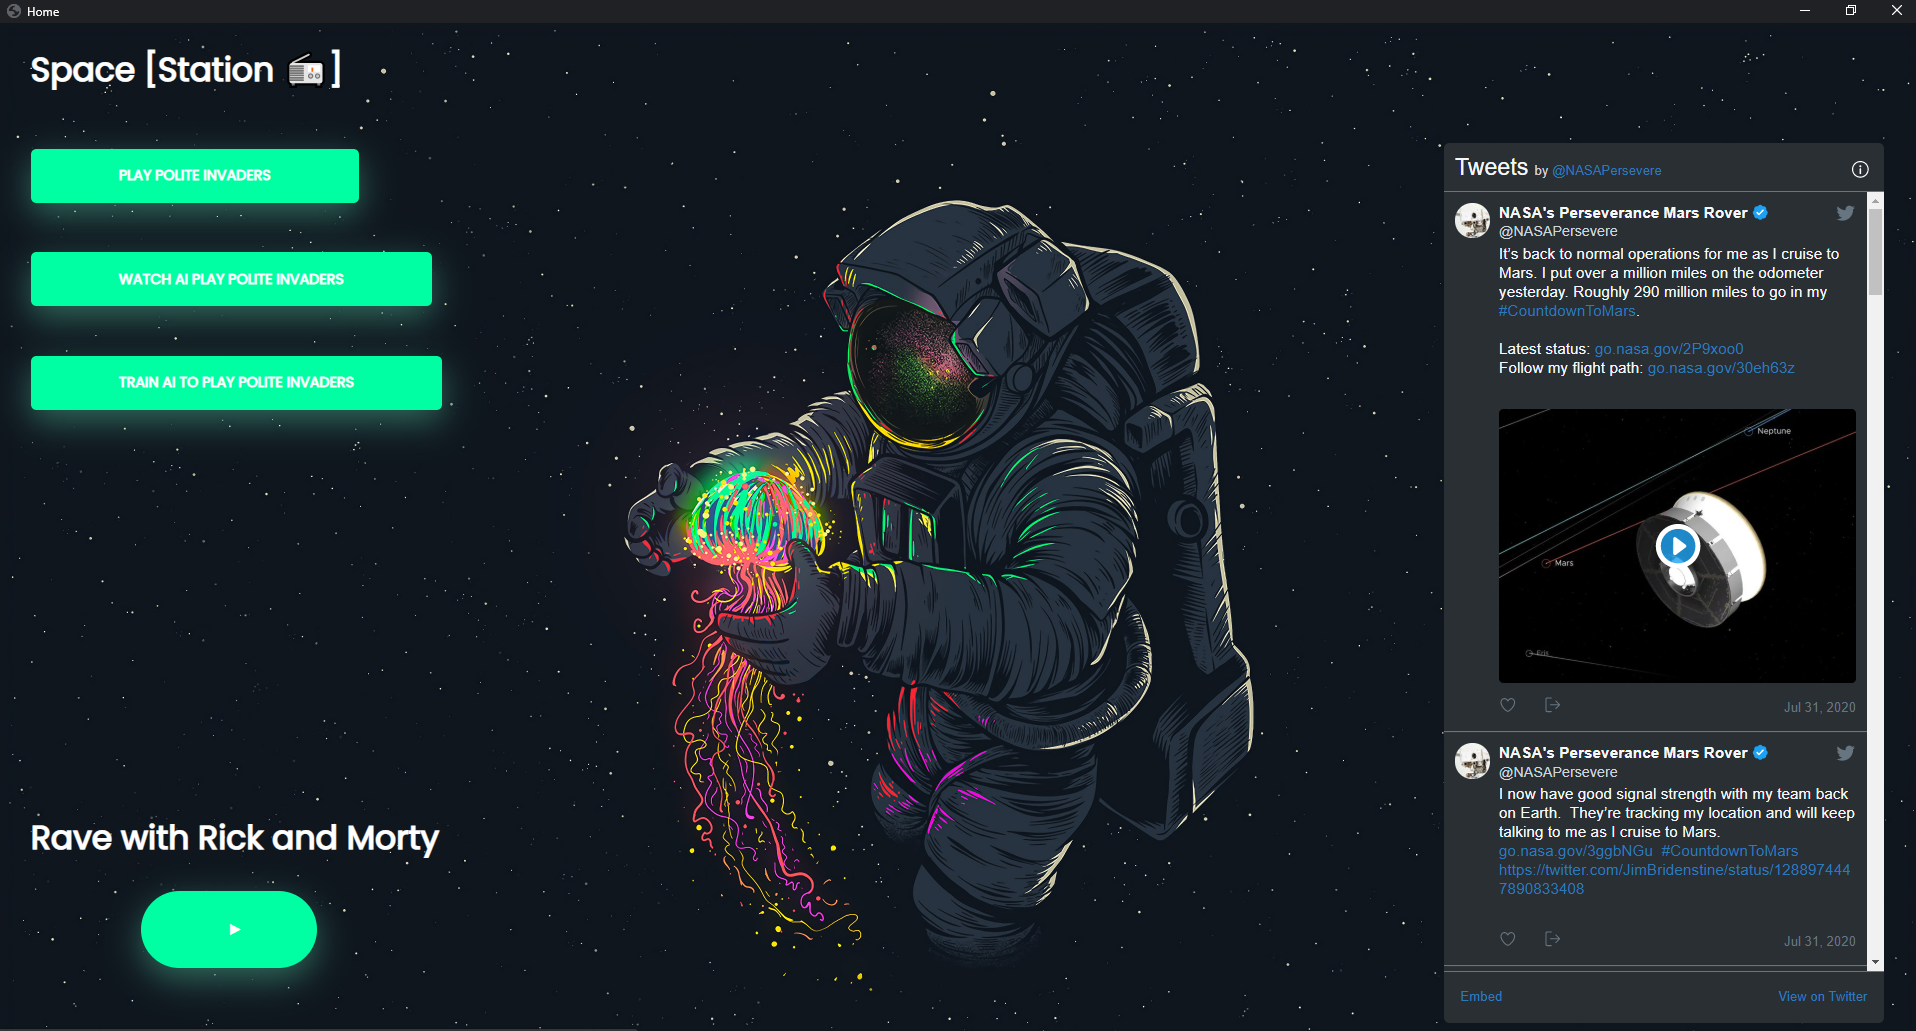 Home
Space [Station 📻]
PLAY POLITE INVADERS
WATCH AI PLAY POLITE INVADERS
TRAIN AI TO PLAY POLITE INVADERS
Rave with Rick and Morty
Tweets by @NASAPersevere
NASA's Perseverance Mars Rover
@NASAPersevere
It's back to normal operations for me as I cruise to
Mars. I put over a million miles on the odometer
yesterday. Roughly 290 million miles to go in my
#CountdownToMars.
Latest status: go.nasa.gov/2P9xoo0
Follow my flight path: go.nasa.gov/30eh63z
Neptune
Mars
Eris
Jul 31, 2020
NASA's Perseverance Mars Rover
@NASAPersevere
I now have good signal strength with my team back
on Earth.  They're tracking my location and will keep
talking to me as I cruise to Mars.
go.nasa.gov/3ggbNGu  #CountdownToMars
https://twitter.com/JimBridenstine/status/128897444
7890833408
Jul 31, 2020
Embed
View on Twitter